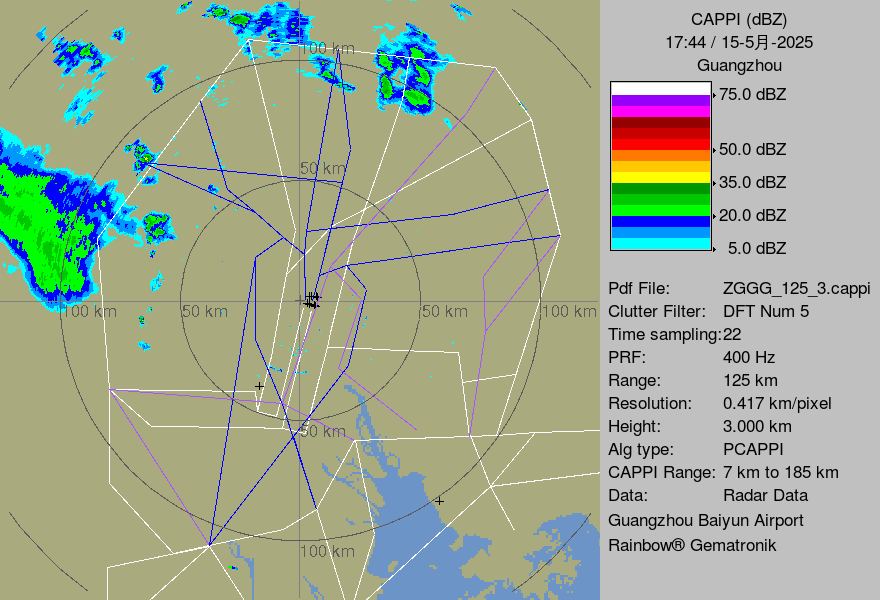 CAPPI (dBZ)
17:44 / 15-5月-2025
Guangzhou
75.0 dBZ
50.0 dBZ
35.0 dBZ
20.0 dBZ
5.0 dBZ
Pdf File: ZGGG_125_3.cappi
Clutter Filter: DFT Num 5
Time sampling:22
PRF: 400 Hz
Range: 125 km
Resolution: 0.417 km/pixel
Height: 3.000 km
Alg type: PCAPPI
CAPPI Range: 7 km to 185 km
Data: Radar Data
Guangzhou Baiyun Airport
Rainbow® Gematronik
100 km
50 km
100 km
50 km
50 km
100 km
50 km
100 km